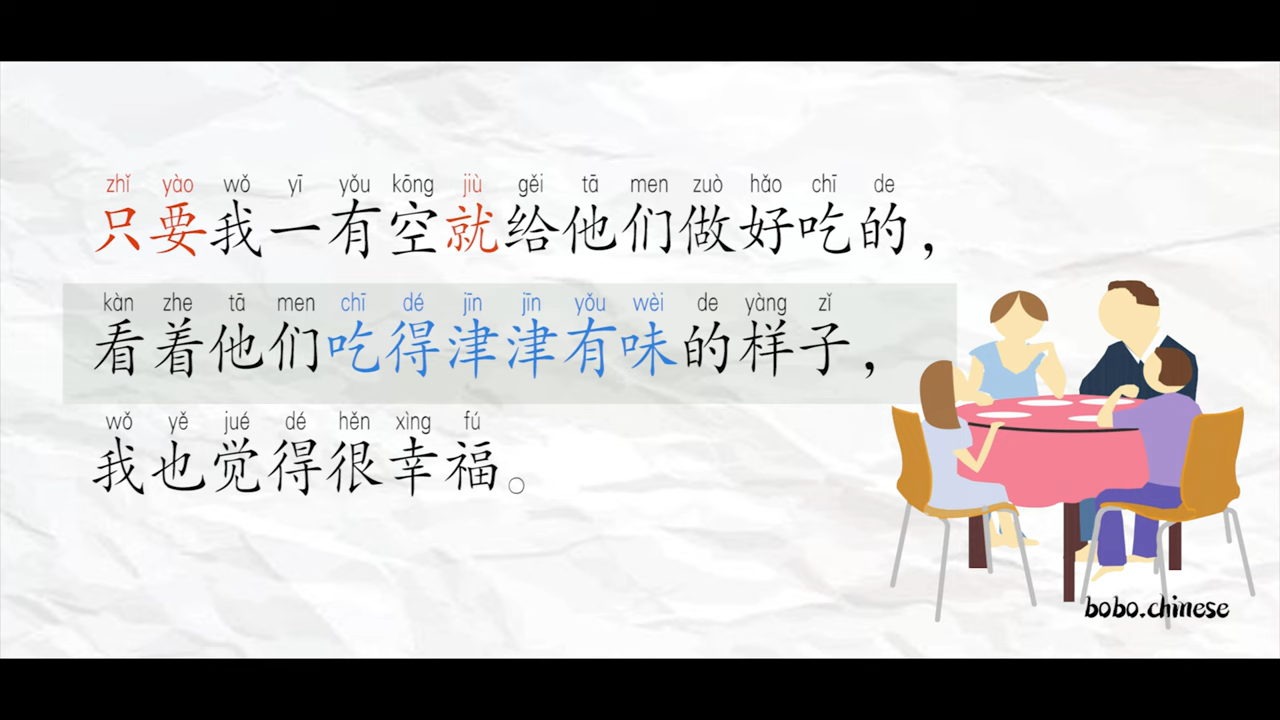 zhǐ yào wǒ yī yǒu kōng jiù gěi tā men zuò hǎo chī de
只要我一有空就给他们做好吃的，
kàn zhe tā men chī dé jīn jīn yǒu wèi de yàng zǐ
看着他们吃得津津有味的样子，
wǒ yě jué dé hěn xìng fú
我也觉得很幸福。
bobo.chinese